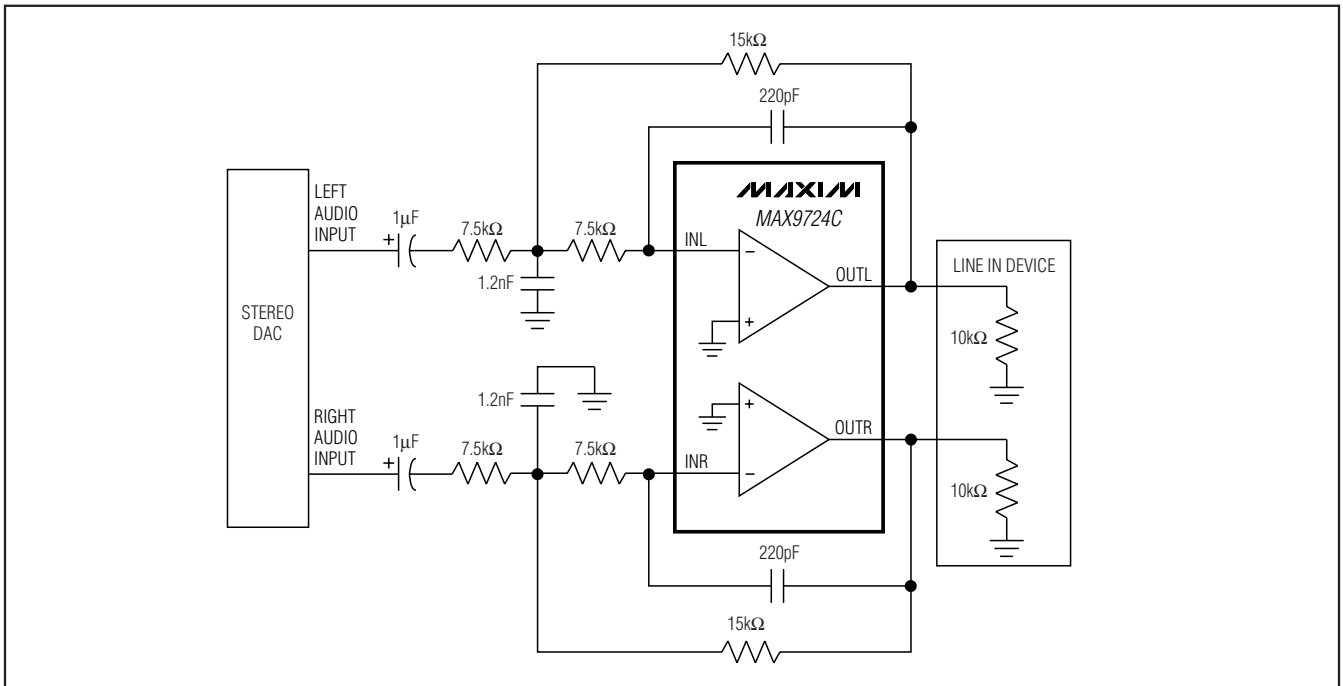 15kΩ
220pF
MAXIM
MAX9724C
LEFT
AUDIO
INPUT
1μF
+
7.5kΩ
7.5kΩ
INL
−
+
OUTL
1.2nF
LINE IN DEVICE
10kΩ
STEREO
DAC
1.2nF
RIGHT
AUDIO
INPUT
1μF
+
7.5kΩ
7.5kΩ
INR
+
−
OUTR
10kΩ
220pF
15kΩ